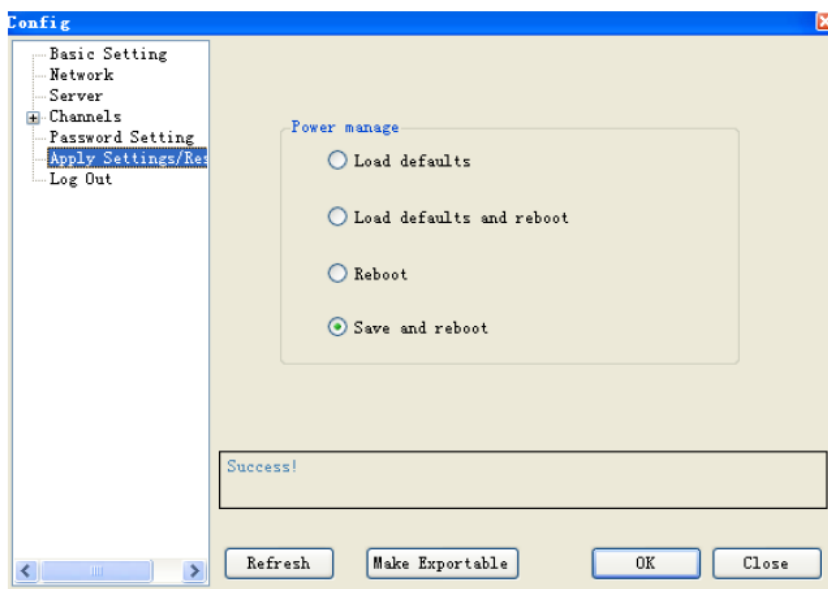 Config
Basic Setting
Network
Server
Channels
Password Setting
Apply Settings/Res
Log Out
Power manage
Load defaults
Load defaults and reboot
Reboot
Save and reboot
Success!
Refresh
Make Exportable
OK
Close